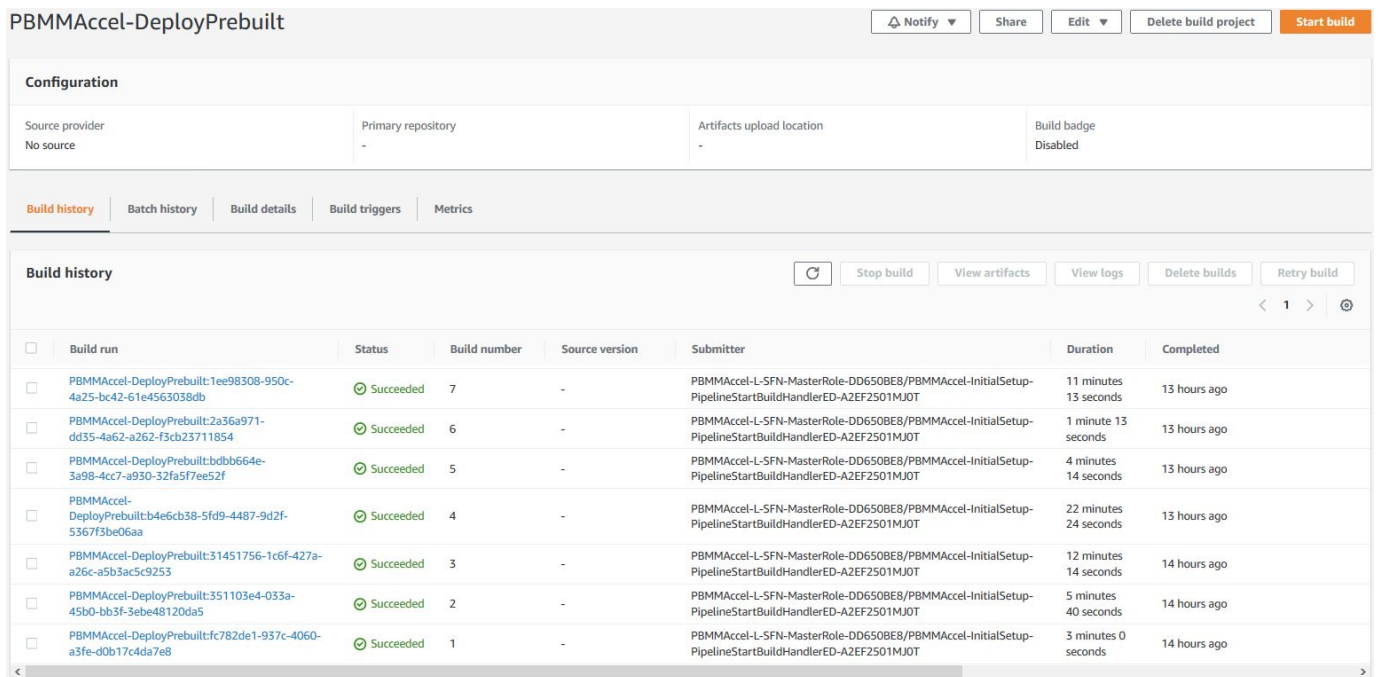 PBMMAccel-DeployPrebuilt
Notify
Share
Edit
Delete build project
Start build
Configuration
Source provider
No source
Primary repository
-
Artifacts upload location
-
Build badge
Disabled
Build history
Batch history
Build details
Build triggers
Metrics
Build history
Stop build
View artifacts
View logs
Delete builds
Retry build
< 1 >
Build run
Status
Build number
Source version
Submitter
Duration
Completed
PBMMAccel-DeployPrebuilt:1ee98308-950c-
4a25-bc42-61e4563038db
Succeeded
7
-
PBMMAccel-L-SFN-MasterRole-DD650BE8/PBMMAccel-InitialSetup-
PipelineStartBuildHandlerED-A2EF2501MJ0T
11 minutes
13 seconds
13 hours ago
PBMMAccel-DeployPrebuilt:2a36a971-
dd35-4a62-a262-f3cb23711854
Succeeded
6
-
PBMMAccel-L-SFN-MasterRole-DD650BE8/PBMMAccel-InitialSetup-
PipelineStartBuildHandlerED-A2EF2501MJ0T
1 minute 13
seconds
13 hours ago
PBMMAccel-DeployPrebuilt:bdbb664e-
3a98-4cc7-a930-32fa5f7ee52f
Succeeded
5
-
PBMMAccel-L-SFN-MasterRole-DD650BE8/PBMMAccel-InitialSetup-
PipelineStartBuildHandlerED-A2EF2501MJ0T
4 minutes
14 seconds
13 hours ago
PBMMAccel-
DeployPrebuilt:b4e6cb38-5fd9-4487-9d2f-
5367f3be06aa
Succeeded
4
-
PBMMAccel-L-SFN-MasterRole-DD650BE8/PBMMAccel-InitialSetup-
PipelineStartBuildHandlerED-A2EF2501MJ0T
22 minutes
24 seconds
13 hours ago
PBMMAccel-DeployPrebuilt:31451756-1c6f-427a-
a26c-a5b3ac5c9253
Succeeded
3
-
PBMMAccel-L-SFN-MasterRole-DD650BE8/PBMMAccel-InitialSetup-
PipelineStartBuildHandlerED-A2EF2501MJ0T
12 minutes
14 seconds
14 hours ago
PBMMAccel-DeployPrebuilt:351103e4-033a-
45b0-bb3f-3ebe48120da5
Succeeded
2
-
PBMMAccel-L-SFN-MasterRole-DD650BE8/PBMMAccel-InitialSetup-
PipelineStartBuildHandlerED-A2EF2501MJ0T
5 minutes
40 seconds
14 hours ago
PBMMAccel-DeployPrebuilt:fc782de1-937c-4060-
a3fe-d0b17c4da7e8
Succeeded
1
-
PBMMAccel-L-SFN-MasterRole-DD650BE8/PBMMAccel-InitialSetup-
PipelineStartBuildHandlerED-A2EF2501MJ0T
3 minutes 0
seconds
14 hours ago